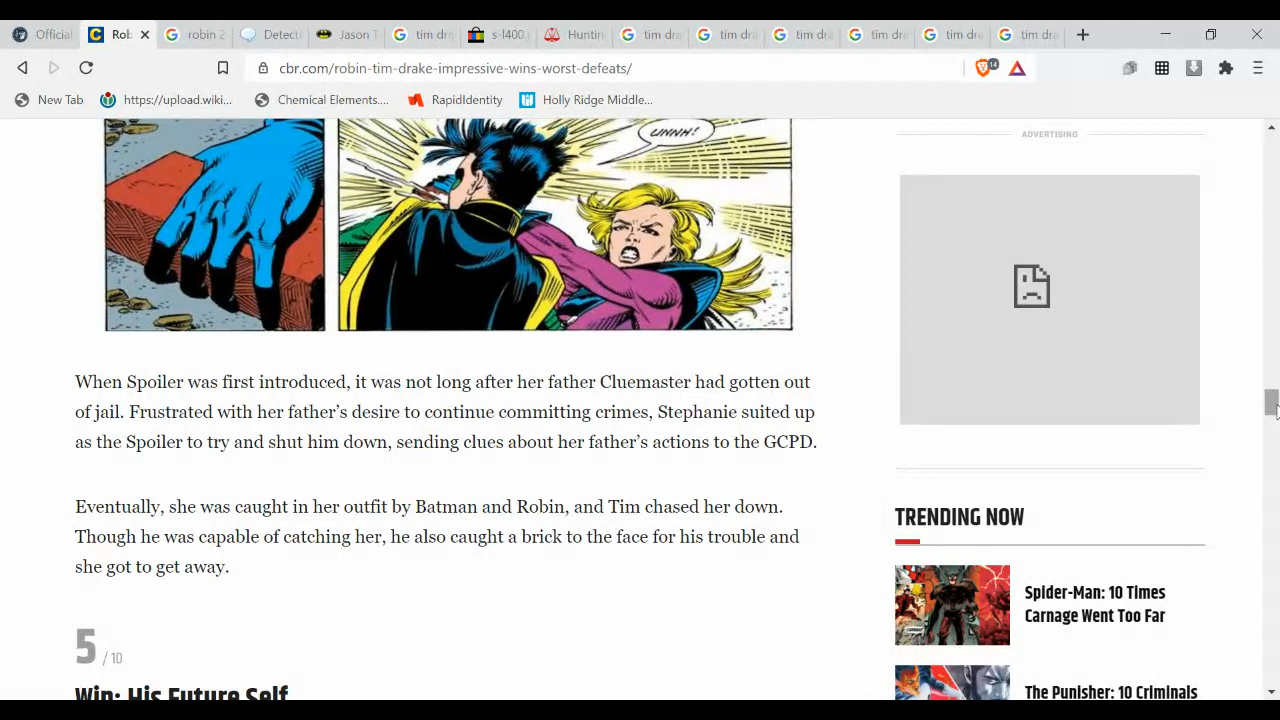 Official
Rob
robin 2
Detect
Jason T
tim dra
s-l400.
Hunting
tim dra
tim dra
tim dra
tim dra
tim dra
tim dra
cbr.com/robin-tim-drake-impressive-wins-worst-defeats/
14
New Tab
https://upload.wiki...
Chemical Elements....
RapidIdentity
Holly Ridge Middle...
UNNH!
ADVERTISING
When Spoiler was first introduced, it was not long after her father Cluemaster had gotten out
of jail. Frustrated with her father’s desire to continue committing crimes, Stephanie suited up
as the Spoiler to try and shut him down, sending clues about her father’s actions to the GCPD.
Eventually, she was caught in her outfit by Batman and Robin, and Tim chased her down.
Though he was capable of catching her, he also caught a brick to the face for his trouble and
she got to get away.
5 / 10
Win: His Future Self
TRENDING NOW
Spider-Man: 10 Times
Carnage Went Too Far
The Punisher: 10 Criminals